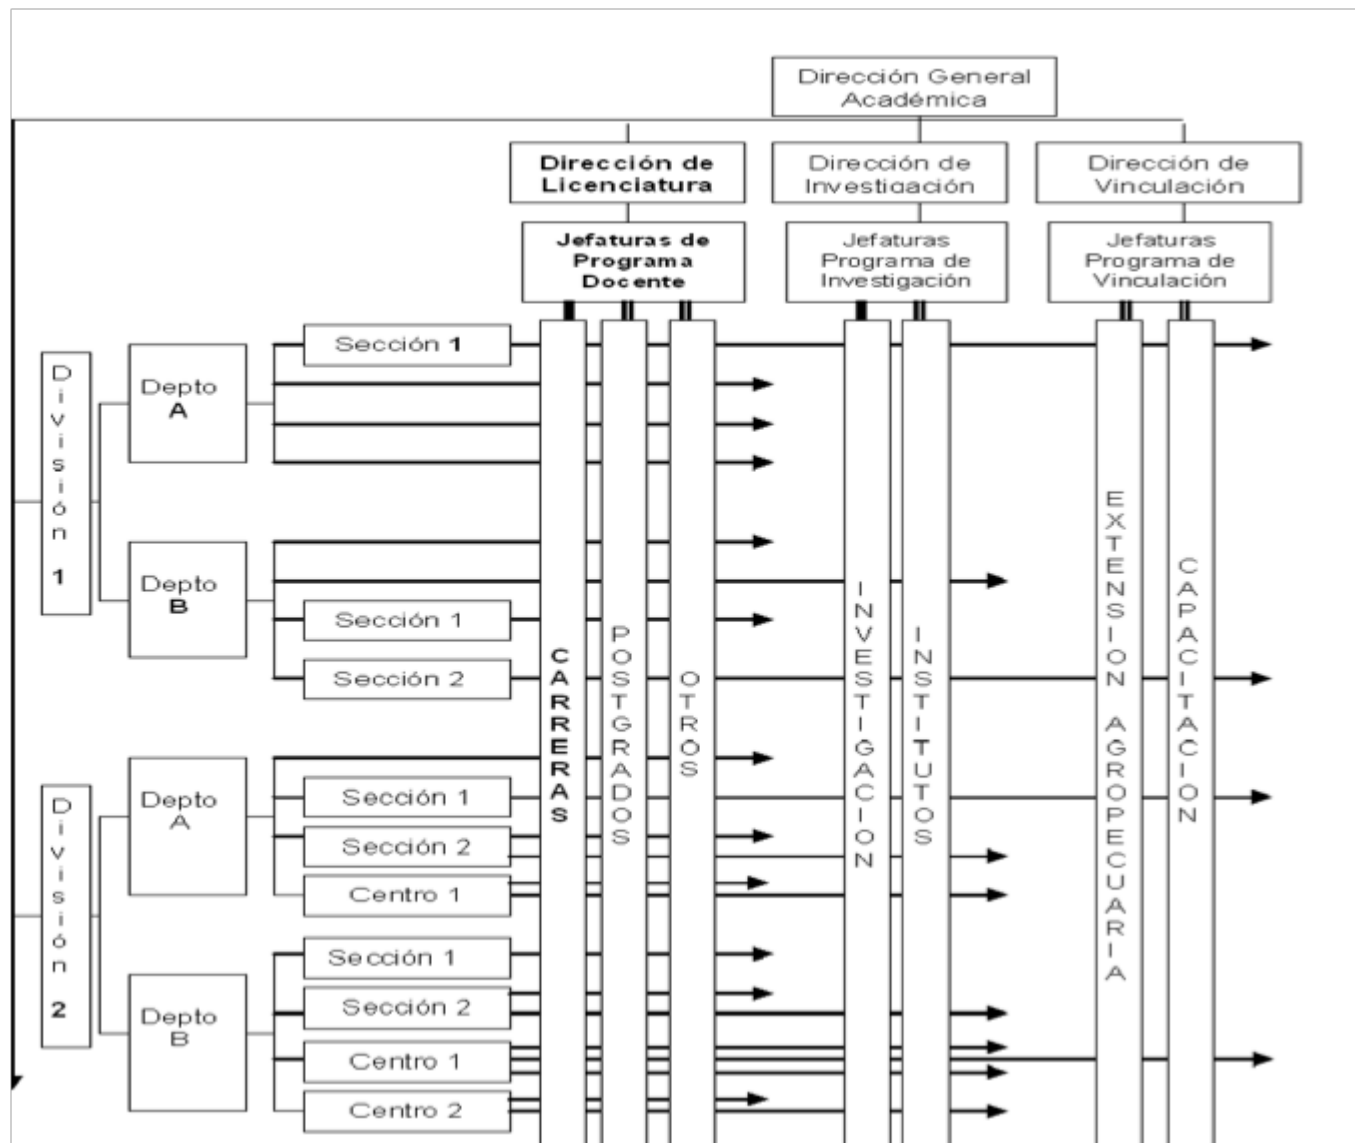 Dirección General
Académica
Dirección de
Licenciatura
Dirección de
Investigación
Dirección de
Vinculación
Jefaturas de
Programa
Docente
Jefaturas
Programa de
Investigación
Jefaturas
Programa de
Vinculación
División 1
Depto
A
Sección 1
Depto
B
Sección 1
Sección 2
División 2
Depto
A
Sección 1
Sección 2
Centro 1
Depto
B
Sección 1
Sección 2
Centro 1
Centro 2
CARRERAS
POSTGRADOS
OTROS
INVESTIGACION
INSTITUTOS
EXTENSION AGROPECUARIA
CAPACITACION